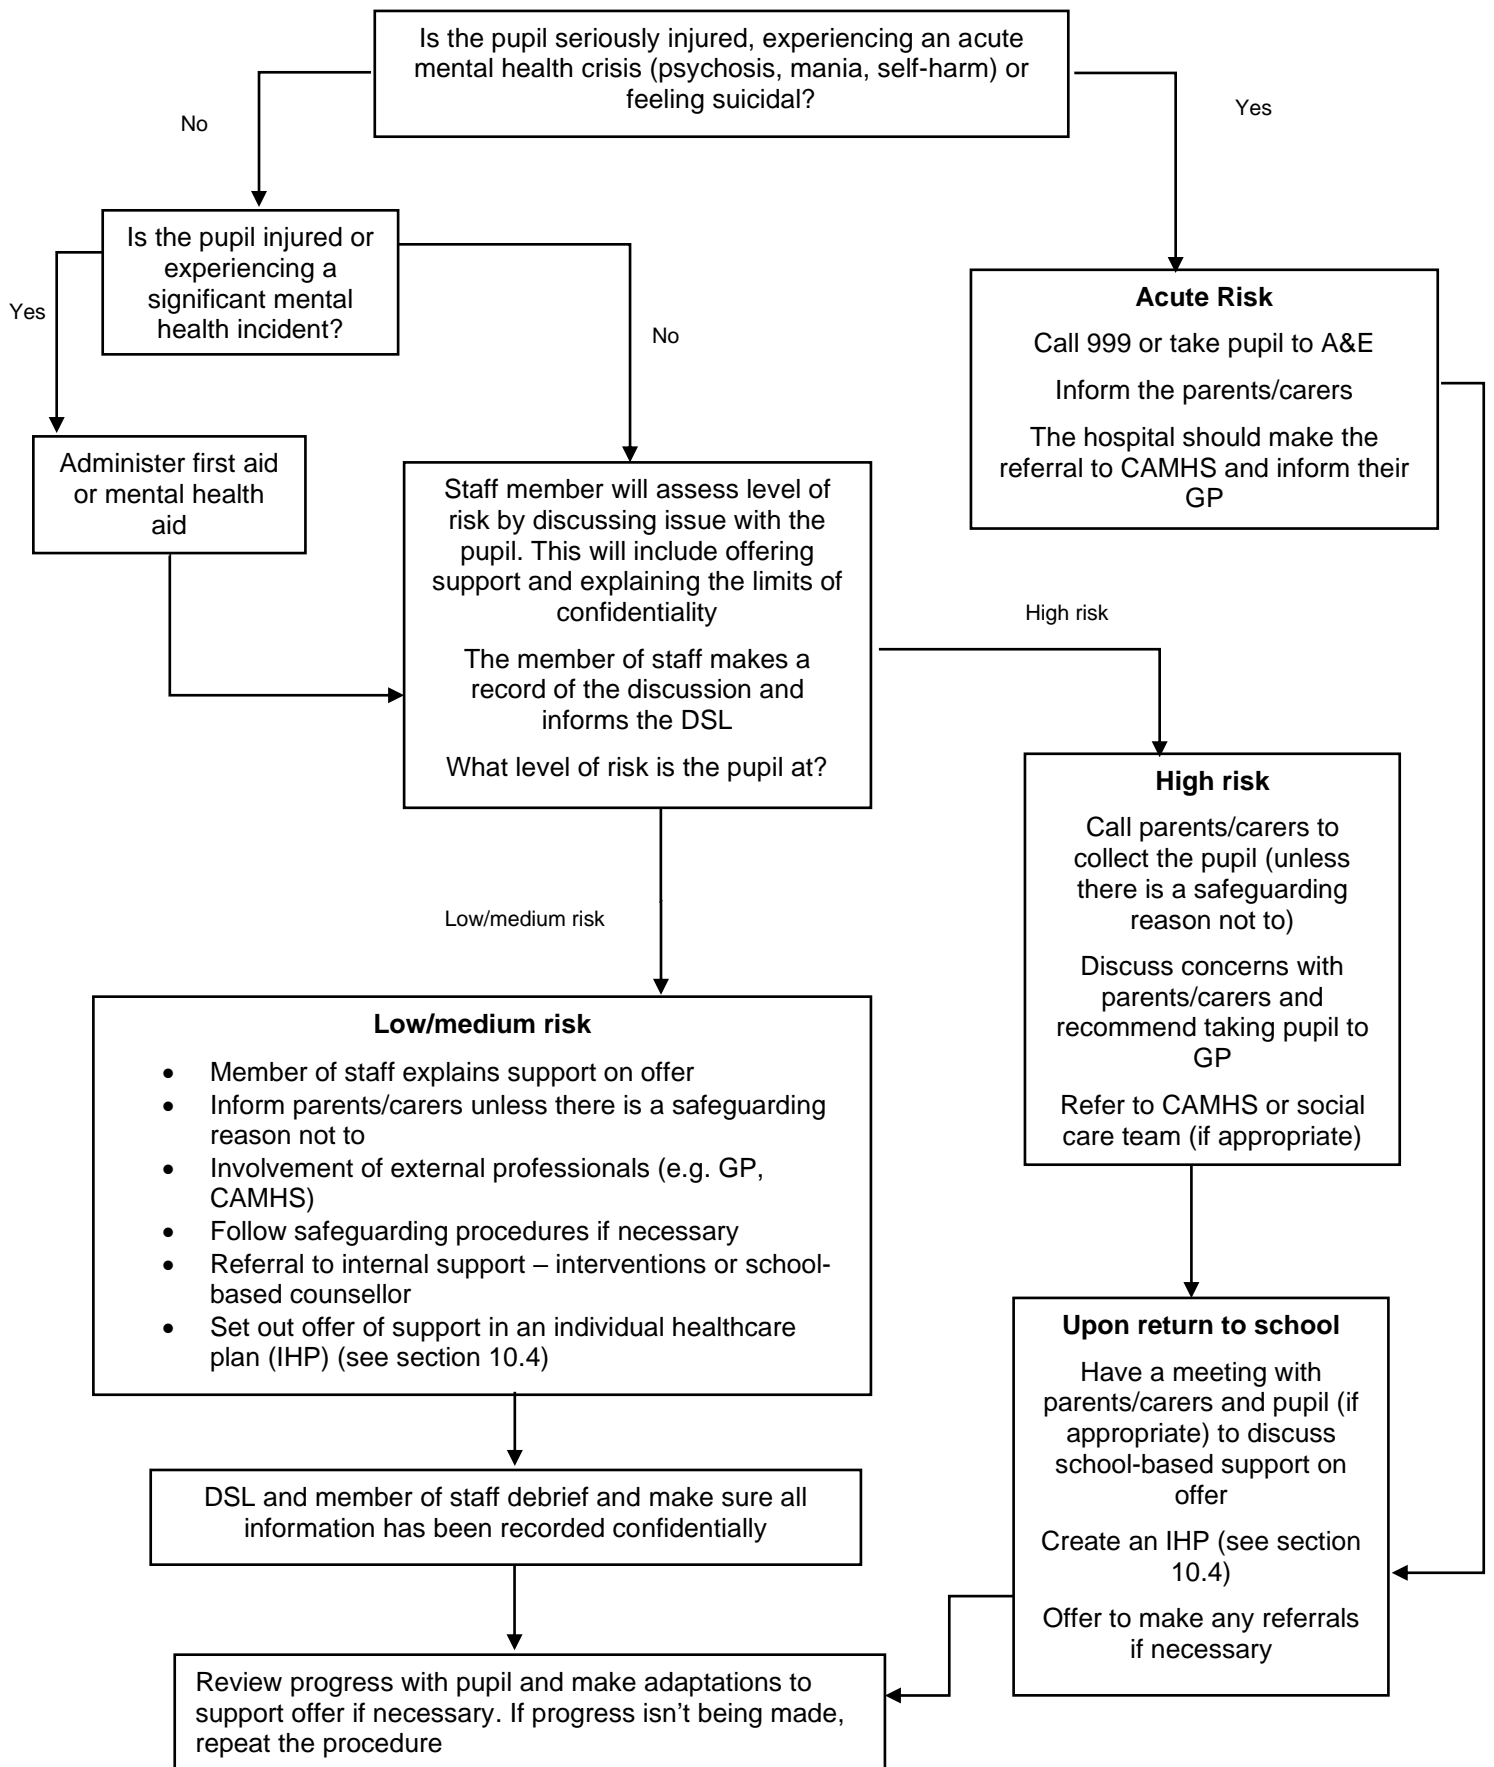 Is the pupil seriously injured, experiencing an acute
mental health crisis (psychosis, mania, self-harm) or
feeling suicidal?
No
Yes
Is the pupil injured or
experiencing a
significant mental
health incident?
Yes
No
Acute Risk
Call 999 or take pupil to A&E
Inform the parents/carers
The hospital should make the
referral to CAMHS and inform their
GP
Administer first aid
or mental health
aid
Staff member will assess level of
risk by discussing issue with the
pupil. This will include offering
support and explaining the limits of
confidentiality
The member of staff makes a
record of the discussion and
informs the DSL
What level of risk is the pupil at?
High risk
High risk
Call parents/carers to
collect the pupil (unless
there is a safeguarding
reason not to)
Discuss concerns with
parents/carers and
recommend taking pupil to
GP
Refer to CAMHS or social
care team (if appropriate)
Low/medium risk
Low/medium risk
• Member of staff explains support on offer
• Inform parents/carers unless there is a safeguarding
reason not to
• Involvement of external professionals (e.g. GP,
CAMHS)
• Follow safeguarding procedures if necessary
• Referral to internal support – interventions or school-
based counsellor
• Set out offer of support in an individual healthcare
plan (IHP) (see section 10.4)
Upon return to school
Have a meeting with
parents/carers and pupil (if
appropriate) to discuss
school-based support on
offer
Create an IHP (see section
10.4)
Offer to make any referrals
if necessary
DSL and member of staff debrief and make sure all
information has been recorded confidentially
Review progress with pupil and make adaptations to
support offer if necessary. If progress isn't being made,
repeat the procedure